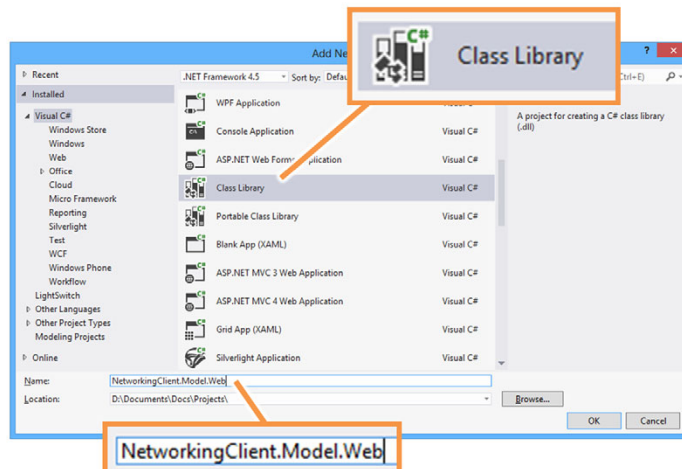 C#
Class Library
Add Ne
?
Recent
.NET Framework 4.5
Sort by: Defau
Ctrl+E)
Installed
Visual C#
Windows Store
Windows
Web
Office
Cloud
Micro Framework
Reporting
Silverlight
Test
WCF
Windows Phone
Workflow
LightSwitch
Other Languages
Other Project Types
Modeling Projects
Online
WPF Application
Console Application Visual C#
ASP.NET Web Forms Application Visual C#
Class Library Visual C#
Portable Class Library Visual C#
Blank App (XAML) Visual C#
ASP.NET MVC 3 Web Application Visual C#
ASP.NET MVC 4 Web Application Visual C#
Grid App (XAML) Visual C#
Silverlight Application Visual C#
A project for creating a C# class library
(.dll)
Name: NetworkingClient.Model.Web
Location: D:\Documents\Docs\Projects\
Browse...
OK Cancel
NetworkingClient.Model.Web